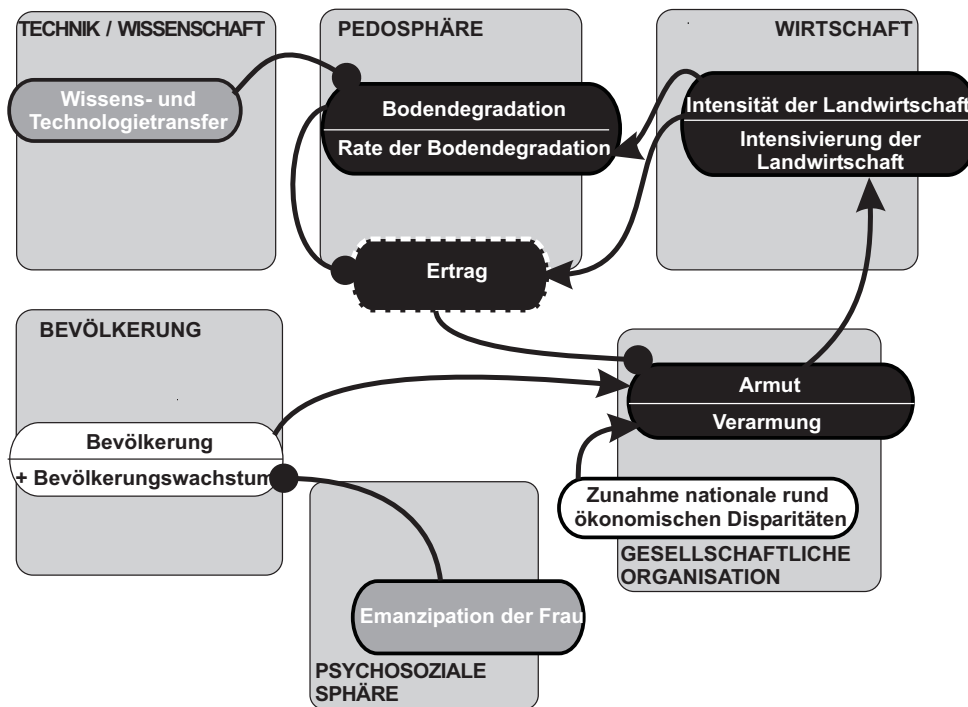 TECHNIK / WISSENSCHAFT
Wissens- und
Technologietransfer
PEDOSPHÄRE
Bodendegradation
Rate der Bodendegradation
WIRTSCHAFT
Intensität der Landwirtschaft
Intensivierung der
Landwirtschaft
Ertrag
BEVÖLKERUNG
Bevölkerung
+ Bevölkerungswachstum
Armut
Verarmung
Zunahme nationale rund
ökonomischen Disparitäten
GESELLSCHAFTLICHE
ORGANISATION
Emanzipation der Frau
PSYCHOSOZIALE
SPHÄRE